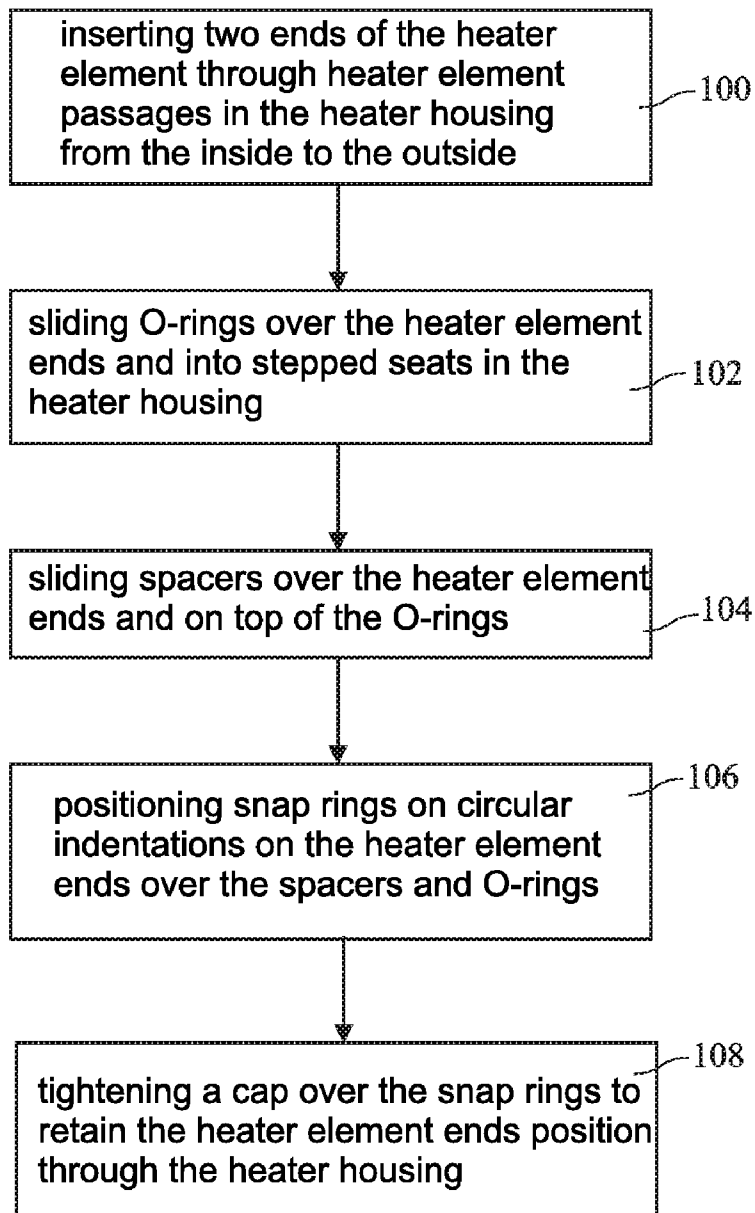 inserting two ends of the heater
element through heater element
passages in the heater housing
from the inside to the outside
100
sliding O-rings over the heater element
ends and into stepped seats in the
heater housing
102
sliding spacers over the heater element
ends and on top of the O-rings
104
positioning snap rings on circular
indentations on the heater element
ends over the spacers and O-rings
106
tightening a cap over the snap rings to
retain the heater element ends position
through the heater housing
108